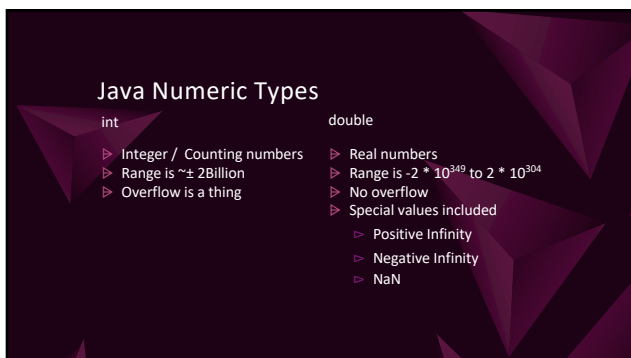 Java Numeric Types
int
Integer / Counting numbers
Range is ~± 2Billion
Overflow is a thing
double
Real numbers
Range is -2 * 10³⁴⁹ to 2 * 10³⁰⁴
No overflow
Special values included
Positive Infinity
Negative Infinity
NaN